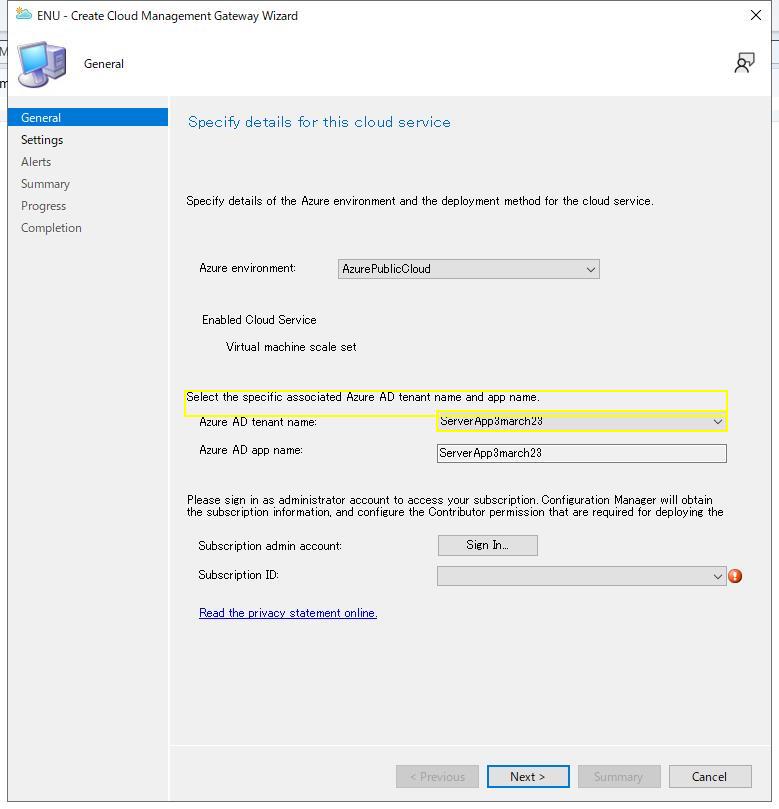 ENU - Create Cloud Management Gateway Wizard
General
General
Settings
Alerts
Summary
Progress
Completion
Specify details for this cloud service
Specify details of the Azure environment and the deployment method for the cloud service.
Azure environment: AzurePublicCloud
Enabled Cloud Service
Virtual machine scale set
Select the specific associated Azure AD tenant name and app name.
Azure AD tenant name: ServerApp3march23
Azure AD app name: ServerApp3march23
Please sign in as administrator account to access your subscription. Configuration Manager will obtain
the subscription information, and configure the Contributor permission that are required for deploying the
Subscription admin account: Sign In...
Subscription ID:
Read the privacy statement online.
< Previous Next > Summary Cancel